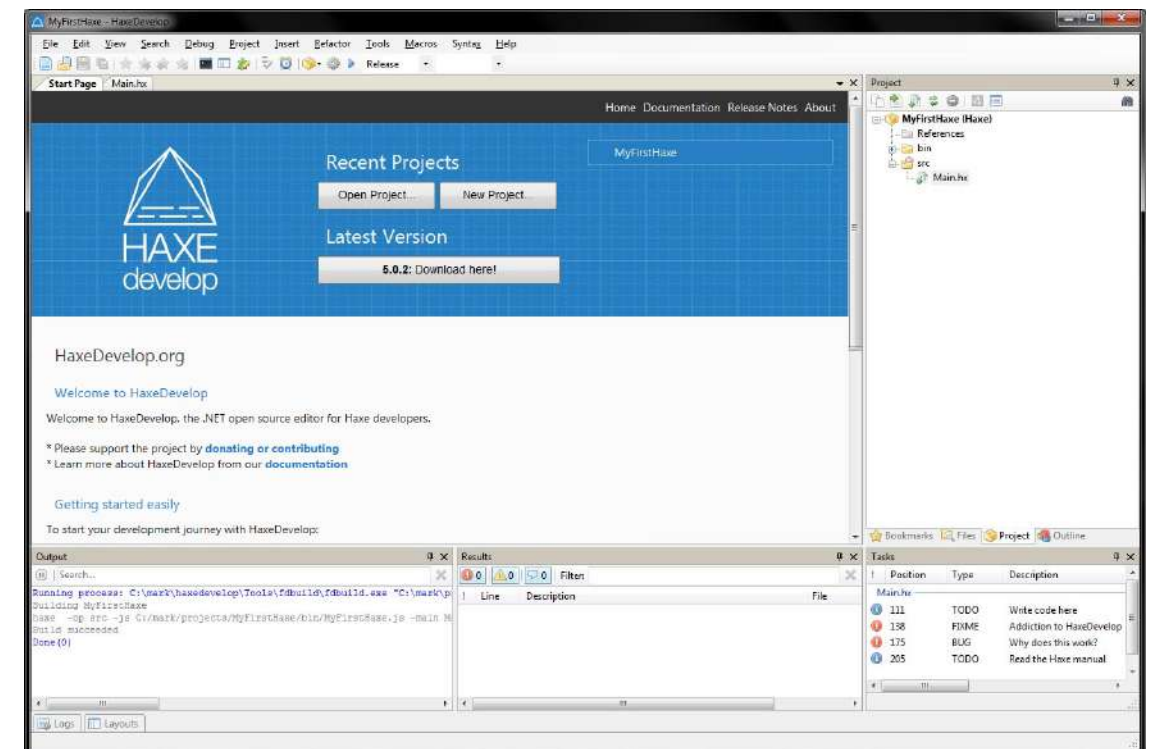 MyFirstHaxe - HaxeDevelop
File Edit View Search Debug Project Insert Refactor Tools Macros Syntax Help
Release
Start Page Main.hx
Home Documentation Release Notes About
HAXE
develop
Recent Projects
Open Project... New Project...
MyFirstHaxe
Latest Version
5.0.2: Download here!
HaxeDevelop.org
Welcome to HaxeDevelop
Welcome to HaxeDevelop, the .NET open source editor for Haxe developers.
* Please support the project by donating or contributing
* Learn more about HaxeDevelop from our documentation
Getting started easily
To start your development journey with HaxeDevelop:
Project
MyFirstHaxe (Haxe)
References
bin
src
Main.hx
Bookmarks Files Project Outline
Output
Search...
Running process: C:\mark\haxedevelop\Tools\fdbuild\fdbuild.exe "C:\mark\p
Building MyFirstHaxe
haxe -cp src -js C:/mark/projects/MyFirstHaxe/bin/MyFirstHaxe.js -main M
Build succeeded
Done(0)
Results
0 0 0 Filter:
! Line Description File
Tasks
! Position Type Description
Main.hx
111 TODO Write code here
138 FIXME Addiction to HaxeDevelop
175 BUG Why does this work?
205 TODO Read the Haxe manual
Logs Layouts